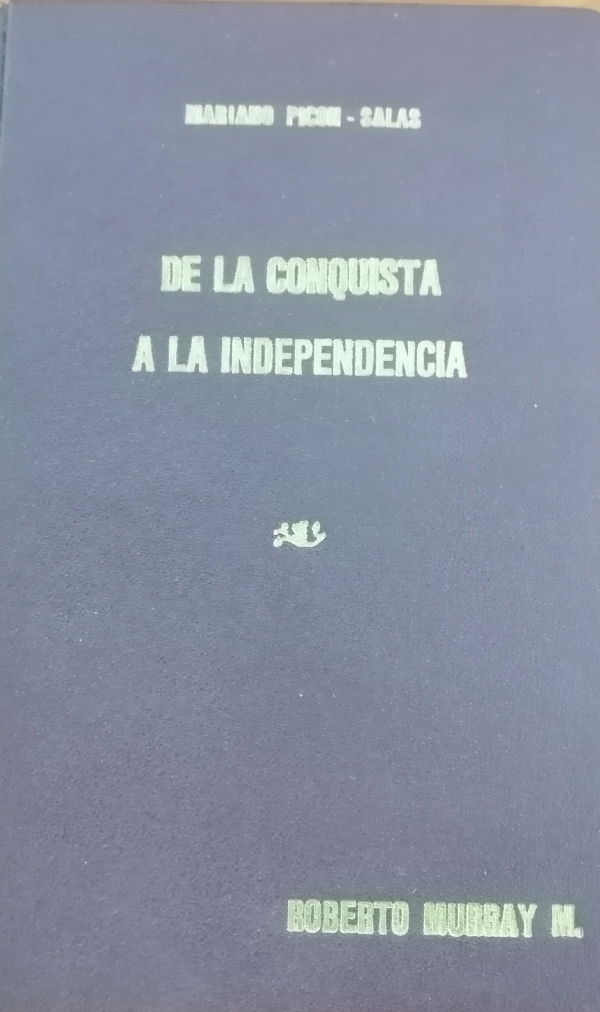 MARIANO PICON - SALAS
DE LA CONQUISTA
A LA INDEPENDENCIA
ROBERTO MURRAY M.